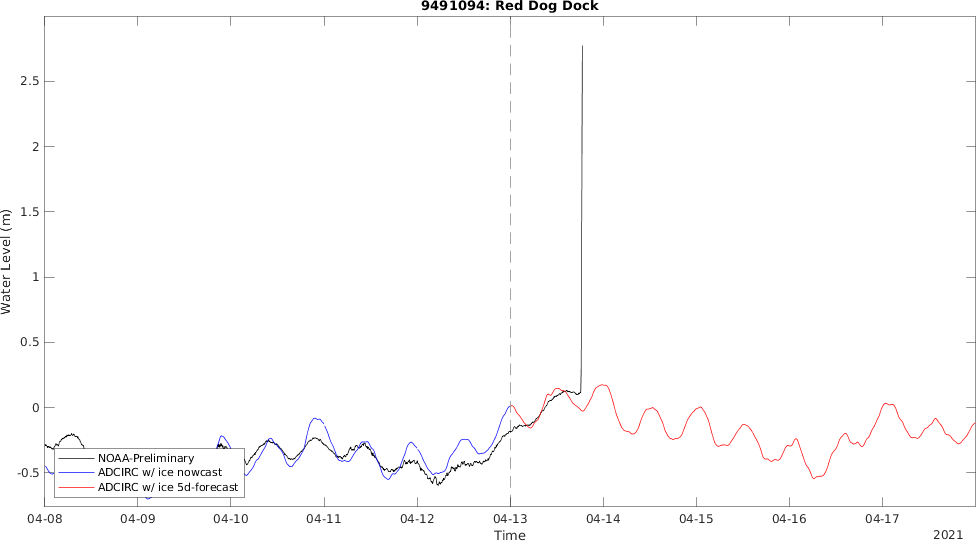 9491094: Red Dog Dock
Water Level (m)
2.5
2
1.5
1
0.5
0
-0.5
NOAA-Preliminary
ADCIRC w/ ice nowcast
ADCIRC w/ ice 5d-forecast
04-08 04-09 04-10 04-11 04-12 04-13 04-14 04-15 04-16 04-17
Time
2021